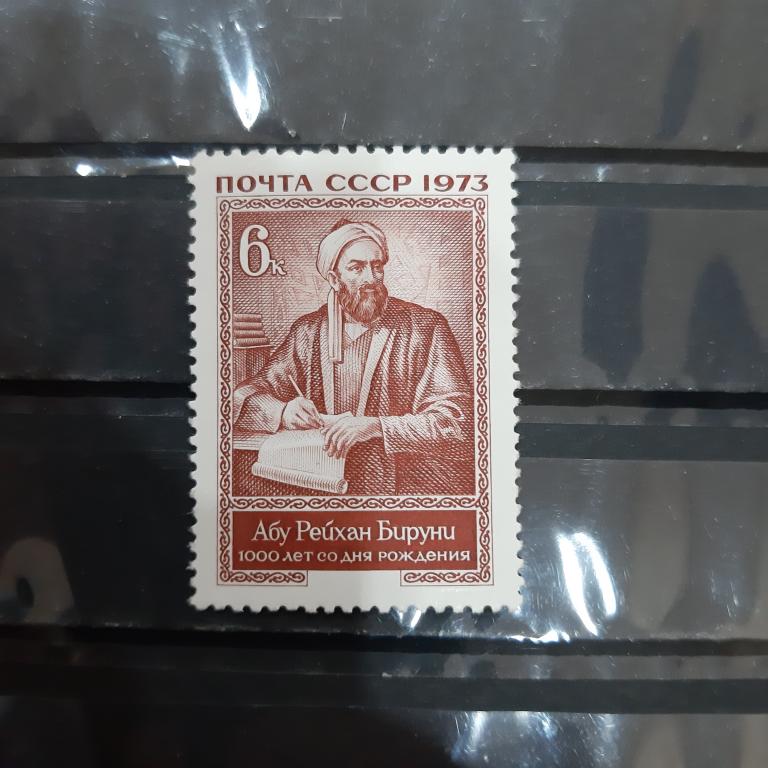 ПОЧТА СССР 1973
6к
Абу Рейхан Бируни
1000 лет со дня рождения